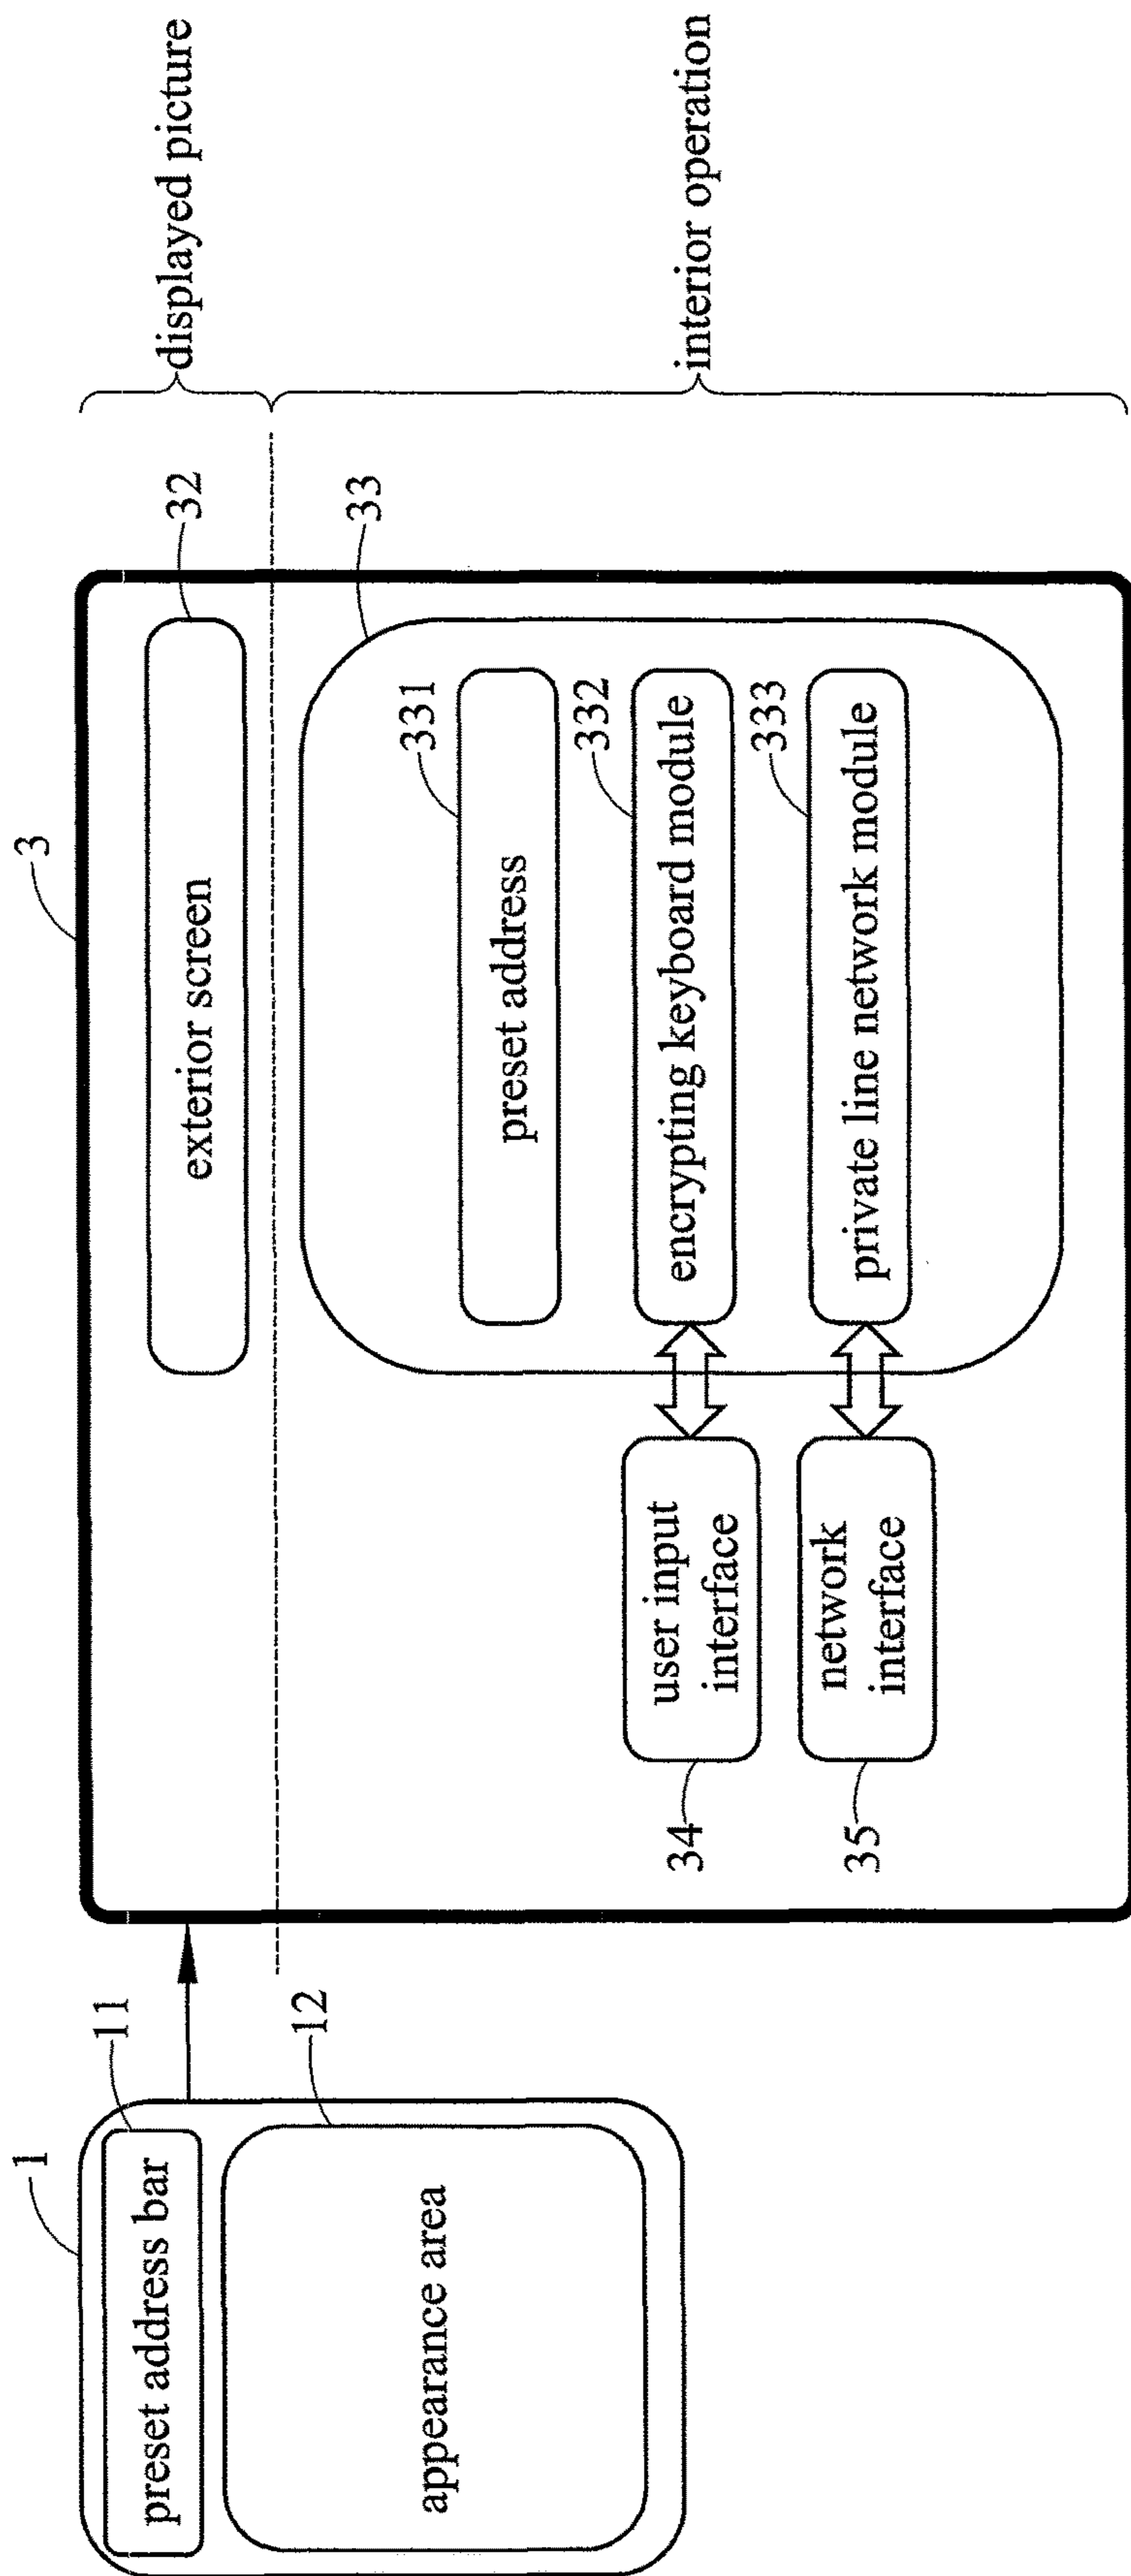 1
preset address bar
11
appearance area
12
3
exterior screen
32
displayed picture
33
preset address
331
encrypting keyboard module
332
private line network module
333
user input
interface
34
network
interface
35
interior operation